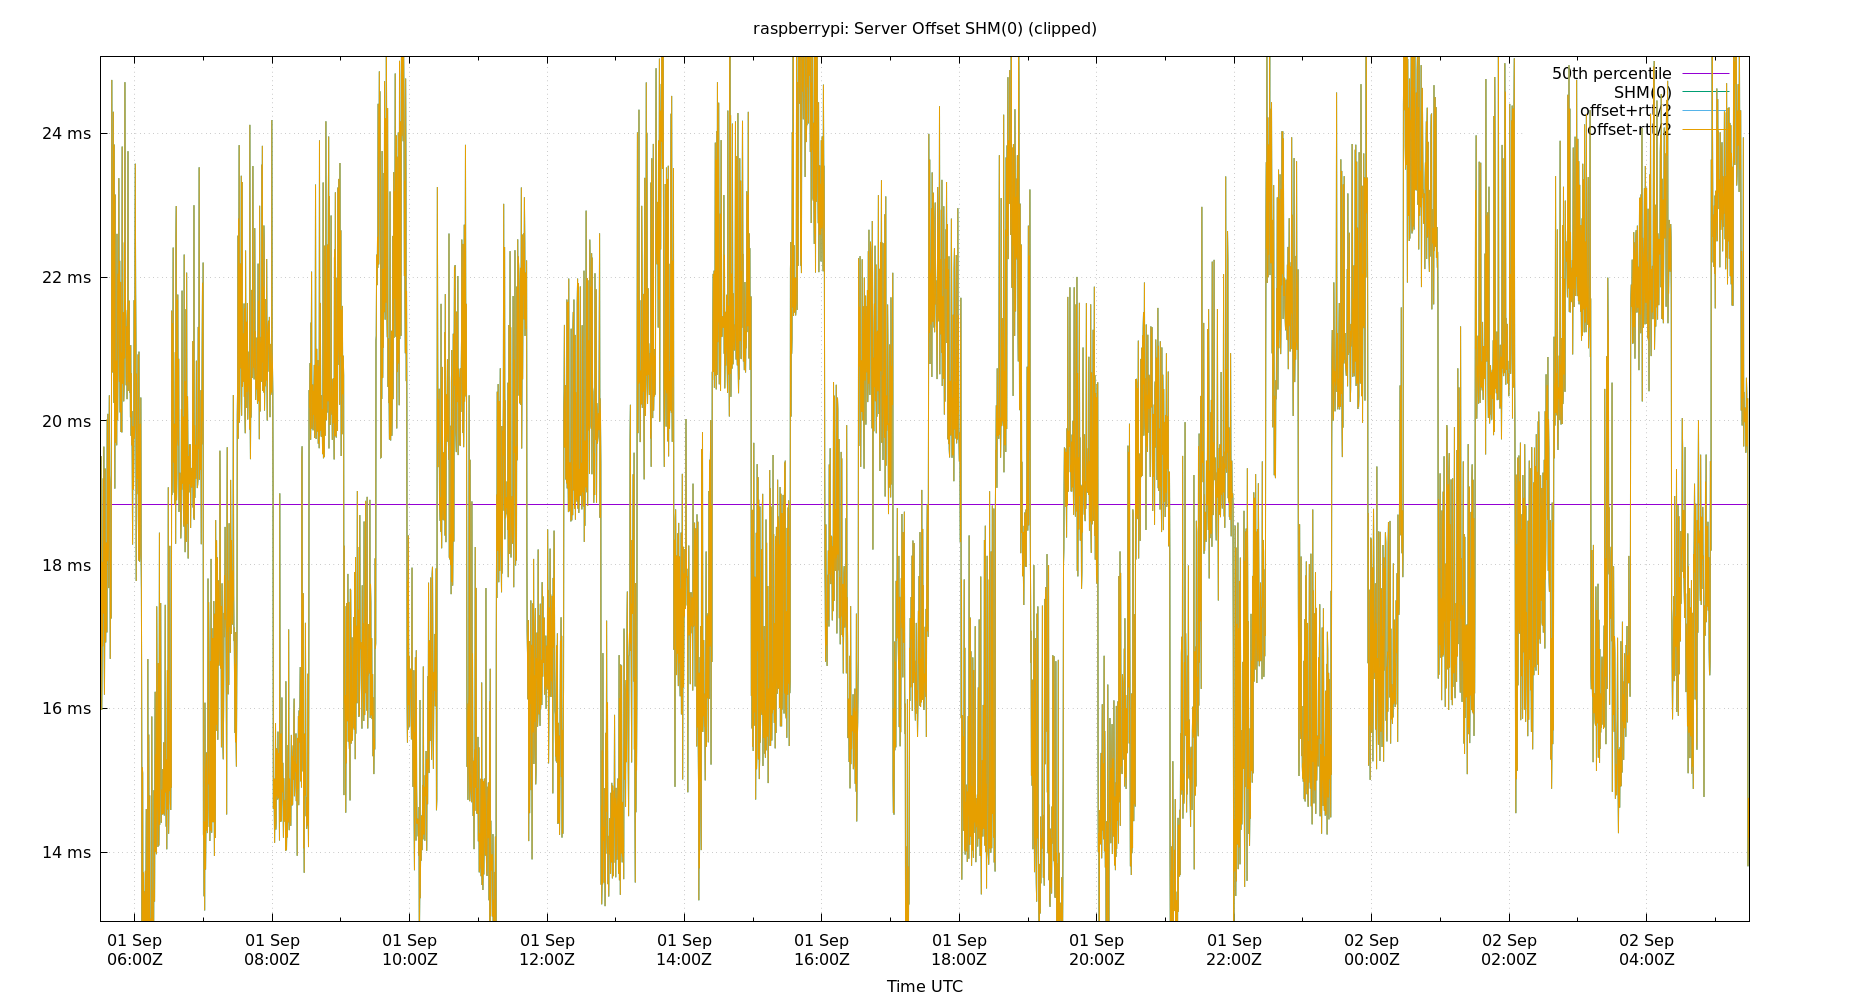 raspberrypi: Server Offset SHM(0) (clipped)
50th percentile
SHM(0)
offset+rtt/2
offset-rtt/2
24 ms
22 ms
20 ms
18 ms
16 ms
14 ms
01 Sep 01 Sep 01 Sep 01 Sep 01 Sep 01 Sep 01 Sep 01 Sep 01 Sep 02 Sep 02 Sep 02 Sep
06:00Z 08:00Z 10:00Z 12:00Z 14:00Z 16:00Z 18:00Z 20:00Z 22:00Z 00:00Z 02:00Z 04:00Z
Time UTC